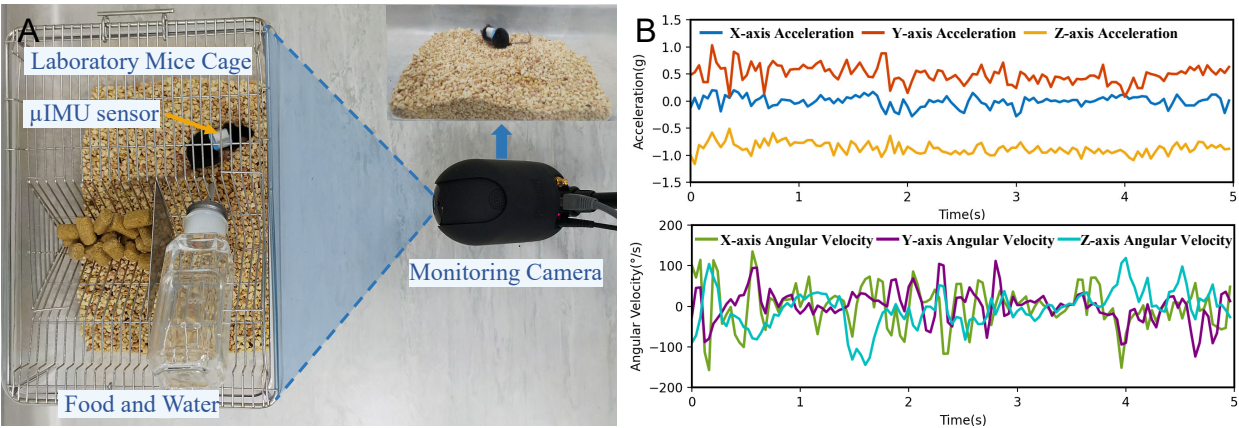 A
Laboratory Mice Cage
µIMU sensor
Monitoring Camera
Food and Water
B
X-axis Acceleration Y-axis Acceleration Z-axis Acceleration
Acceleration(g)
1.5
1.0
0.5
0.0
−0.5
−1.0
−1.5
0 1 2 3 4 5
Time(s)
X-axis Angular Velocity Y-axis Angular Velocity Z-axis Angular Velocity
Angular Velocity(°/s)
200
100
0
−100
−200
0 1 2 3 4 5
Time(s)